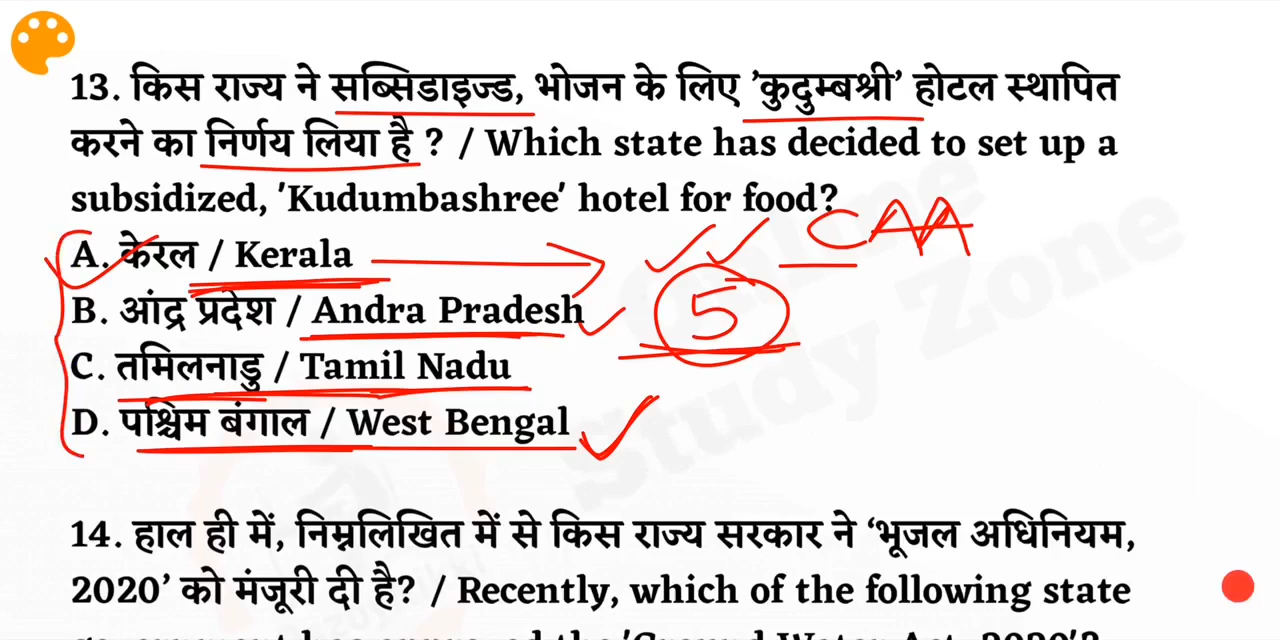 13. किस राज्य ने सब्सिडाइज्ड, भोजन के लिए 'कुदुम्बश्री' होटल स्थापित
करने का निर्णय लिया है ? / Which state has decided to set up a
subsidized, 'Kudumbashree' hotel for food?
CAA
A. केरल / Kerala
B. आंद्र प्रदेश / Andra Pradesh
5
C. तमिलनाडु / Tamil Nadu
D. पश्चिम बंगाल / West Bengal
Study Zone
14. हाल ही में, निम्नलिखित में से किस राज्य सरकार ने 'भूजल अधिनियम,
2020' को मंजूरी दी है? / Recently, which of the following state